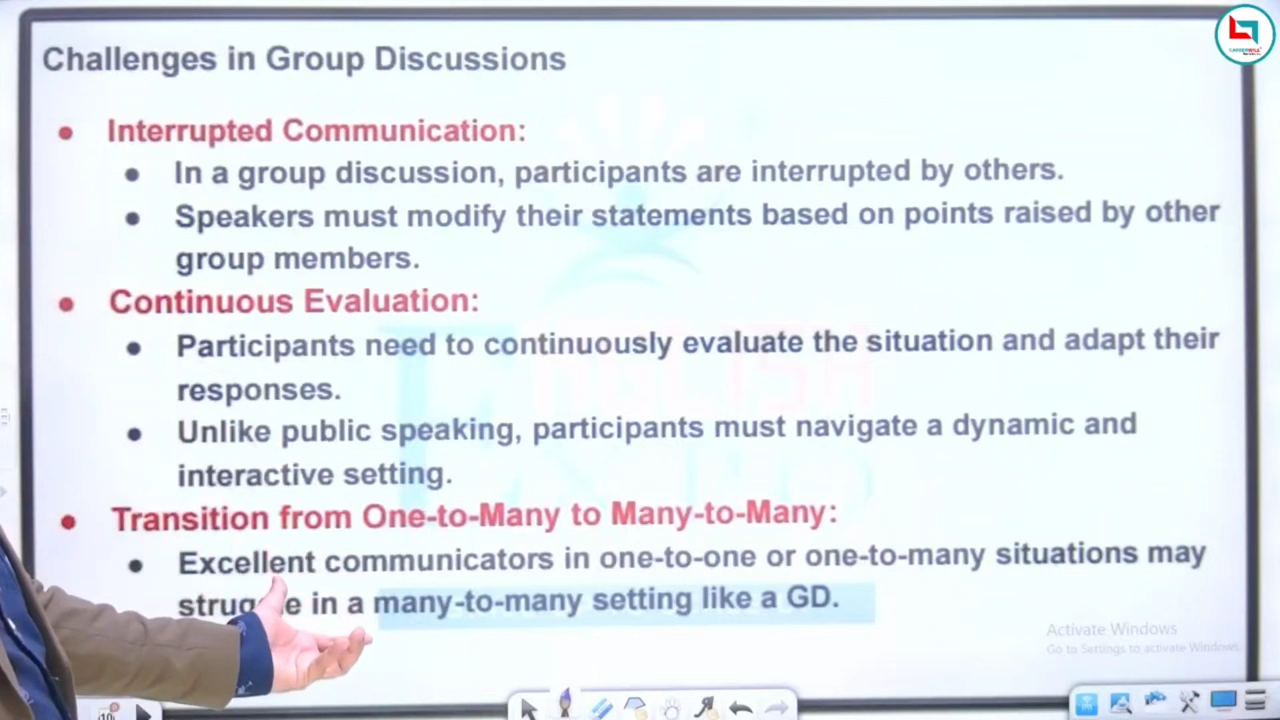 Challenges in Group Discussions
Interrupted Communication:
In a group discussion, participants are interrupted by others.
Speakers must modify their statements based on points raised by other
group members.
Continuous Evaluation:
Participants need to continuously evaluate the situation and adapt their
responses.
Unlike public speaking, participants must navigate a dynamic and
interactive setting.
Transition from One-to-Many to Many-to-Many:
Excellent communicators in one-to-one or one-to-many situations may
struggle in a many-to-many setting like a GD.
Activate Windows
Go to Settings to activate Windows.
CAREERWILL
10